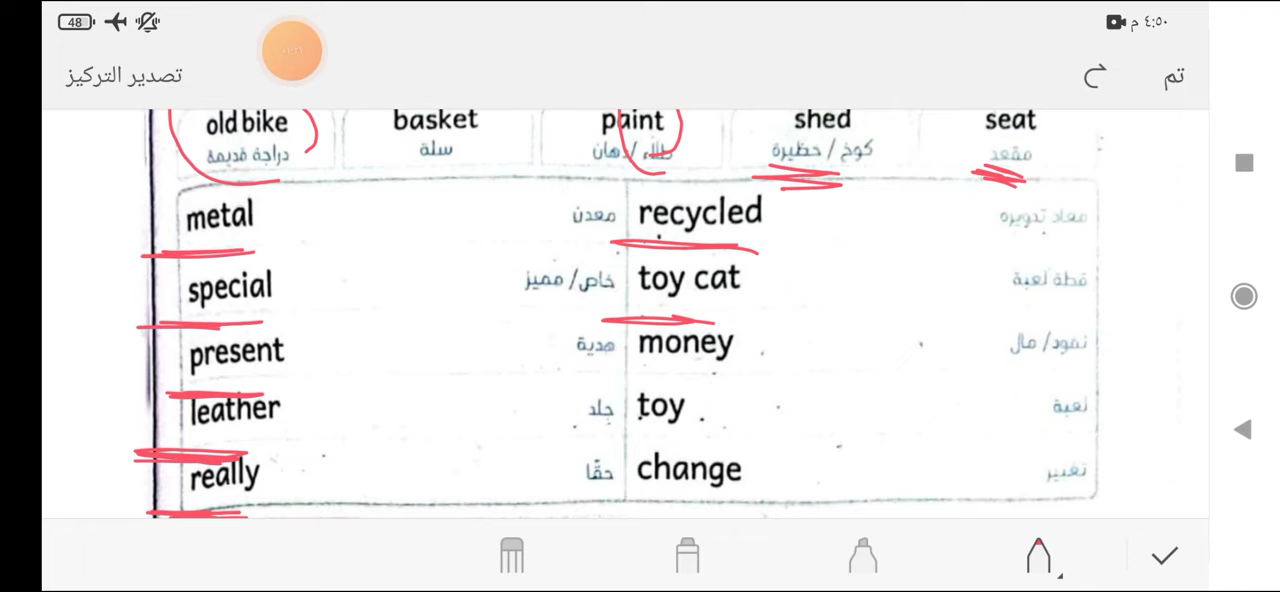 48
٤:٥٠ م
تصدير التركيز
تم
old bike basket paint shed seat
دراجة قديمة سلة طلاء / دهان كوخ / حظيرة مقعد
metal معدن recycled معاد تدويره
special خاص/ مميز toy cat قطة لعبة
present هدية money نقود/ مال
leather جلد toy لعبة
really حقًا change تغيير